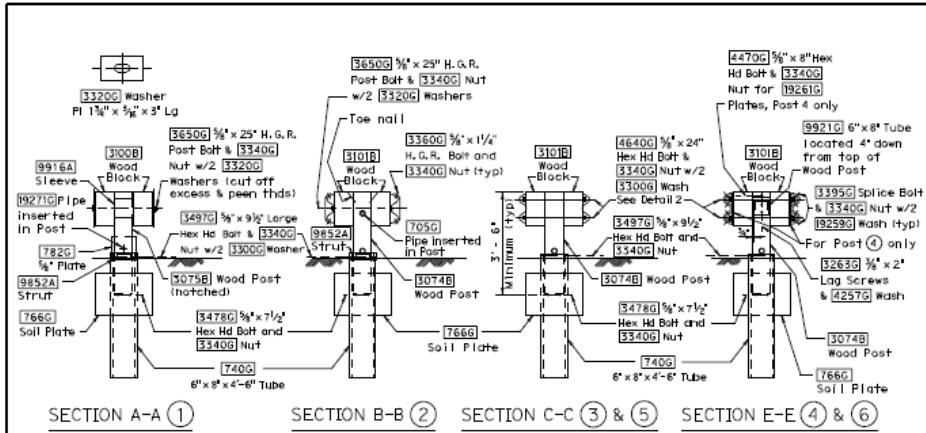 3320G Washer
Pl 1¾" x 3/16" x 3" Lg
9916A
Sleeve
3100B
Wood
Block
3650G ⅝" x 25" H.G.R.
Post Bolt & 3340G
Nut w/2 3320G
Washers (cut off
excess & peen thds)
19271G Pipe
inserted
in Post
3497G ⅝" x 9½" Large
Hex Hd Bolt & 3340G
Nut w/2 3300G Washer
782G
⅝" Plate
9852A
Strut
3075B Wood Post
(notched)
766G
Soil Plate
3478G ⅝" x 7½"
Hex Hd Bolt and
3340G Nut
740G
6" x 8" x 4'-6" Tube
SECTION A-A 1
3650G ⅝" x 25" H.G.R.
Post Bolt & 3340G Nut
w/2 3320G Washers
Toe nail
3101B
Wood
Block
3360G ⅝" x 1¼"
H.G.R. Bolt and
3340G Nut (typ)
9852A
Strut
705G
Pipe inserted
in Post
3074B
Wood Post
766G
Soil Plate
SECTION B-B 2
3101B
Wood
Block
4640G ⅝" x 24"
Hex Hd Bolt &
3340G Nut w/2
3300G Wash
See Detail 2
3'-6"
Minimum (typ)
3497G ⅝" x 9½"
Hex Hd Bolt and
3340G Nut
3074B Wood Post
3478G ⅝" x 7½"
Hex Hd Bolt and
3340G Nut
740G
6" x 8" x 4'-6" Tube
SECTION C-C 3 & 5
4470G ⅝" x 8" Hex
Hd Bolt & 3340G
Nut for 19261G
Plates, Post 4 only
3101B
Wood
Block
9921G 6" x 8" Tube
located 4" down
from top of
Wood Post
3395G Splice Bolt
& 3340G Nut w/2
19259G Wash (typ)
For Post 4 only
3263G ⅜" x 2"
Lag Screws
& 4257G Wash
3074B
Wood Post
766G
Soil Plate
SECTION E-E 4 & 6